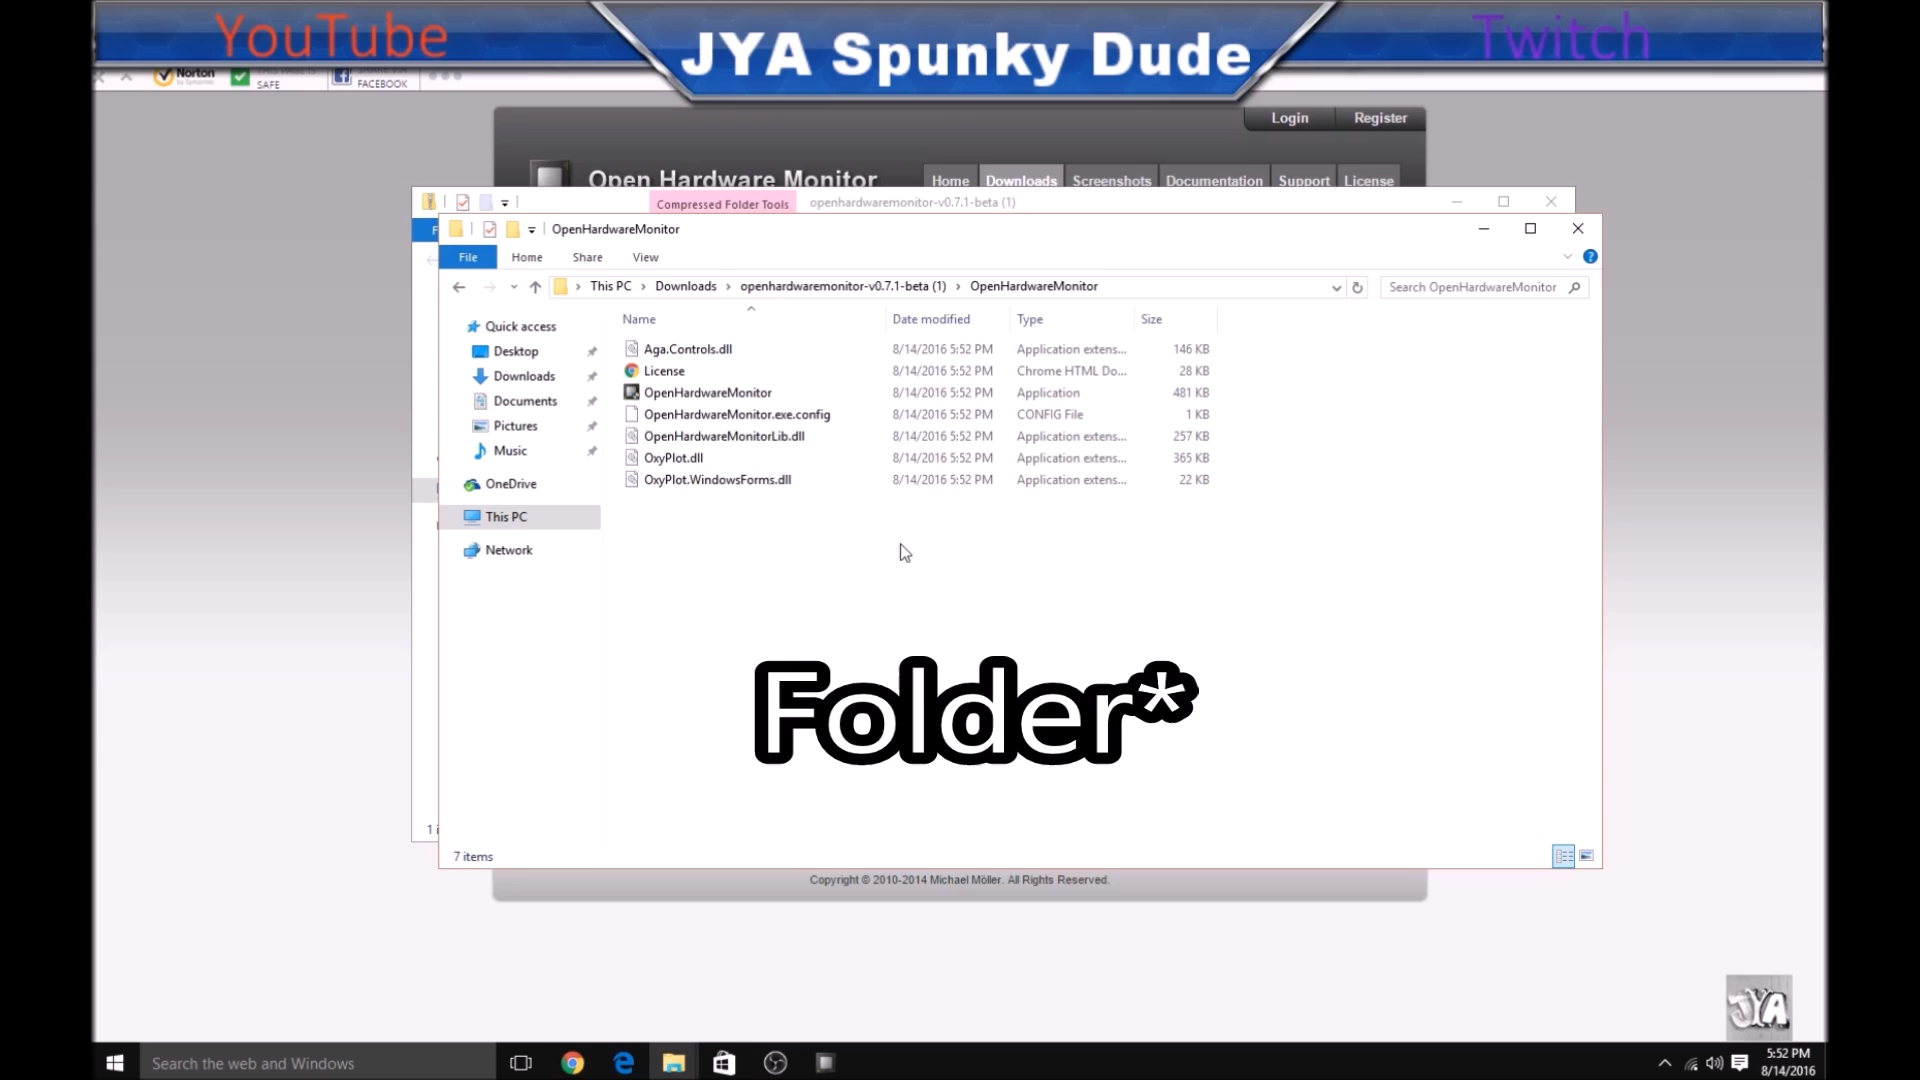 YouTube
JYA Spunky Dude
Twitch
Norton
SAFE
FACEBOOK
Login
Register
Open Hardware Monitor
Home
Downloads
Screenshots
Documentation
Support
License
Compressed Folder Tools
openhardwaremonitor-v0.7.1-beta (1)
OpenHardwareMonitor
File
Home
Share
View
This PC > Downloads > openhardwaremonitor-v0.7.1-beta (1) > OpenHardwareMonitor
Search OpenHardwareMonitor
Name Date modified Type Size
Quick access
Desktop
Downloads
Documents
Pictures
Music
OneDrive
This PC
Network
Aga.Controls.dll 8/14/2016 5:52 PM Application extens... 146 KB
License 8/14/2016 5:52 PM Chrome HTML Do... 28 KB
OpenHardwareMonitor 8/14/2016 5:52 PM Application 481 KB
OpenHardwareMonitor.exe.config 8/14/2016 5:52 PM CONFIG File 1 KB
OpenHardwareMonitorLib.dll 8/14/2016 5:52 PM Application extens... 257 KB
OxyPlot.dll 8/14/2016 5:52 PM Application extens... 365 KB
OxyPlot.WindowsForms.dll 8/14/2016 5:52 PM Application extens... 22 KB
Folder*
7 items
Copyright © 2010-2014 Michael Möller. All Rights Reserved.
JYA
Search the web and Windows
5:52 PM
8/14/2016